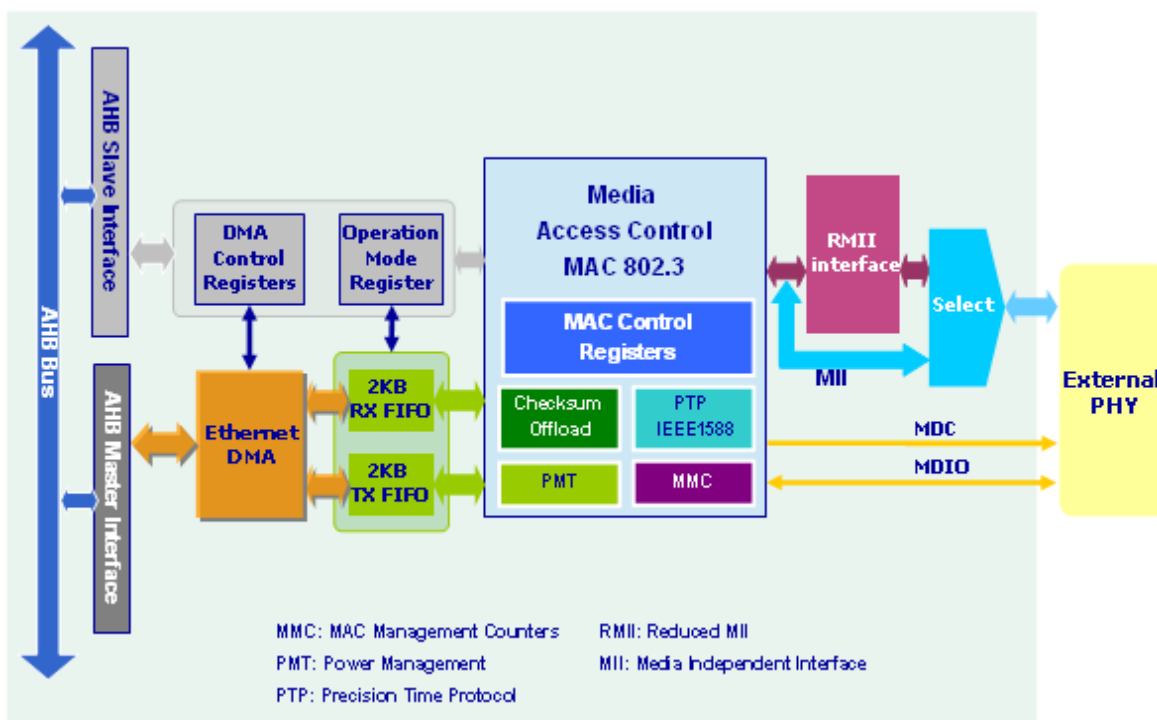 AHB Bus
AHB Slave Interface
AHB Master Interface
DMA
Control
Registers
Operation
Mode
Register
Ethernet
DMA
2KB
RX FIFO
2KB
TX FIFO
Media
Access Control
MAC 802.3
MAC Control
Registers
Checksum
Offload
PTP
IEEE1588
PMT
MMC
RMII
interface
Select
MII
MDC
MDIO
External
PHY
MMC: MAC Management Counters
RMII: Reduced MII
PMT: Power Management
MII: Media Independent Interface
PTP: Precision Time Protocol